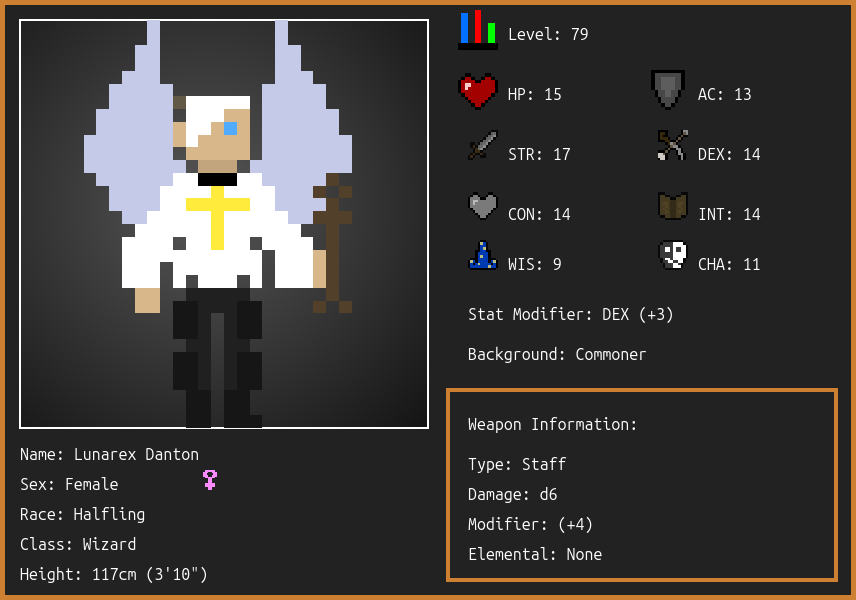 Level: 79
HP: 15
AC: 13
STR: 17
DEX: 14
CON: 14
INT: 14
WIS: 9
CHA: 11
Stat Modifier: DEX (+3)
Background: Commoner
Weapon Information:
Type: Staff
Damage: d6
Modifier: (+4)
Elemental: None
Name: Lunarex Danton
Sex: Female
Race: Halfling
Class: Wizard
Height: 117cm (3'10")